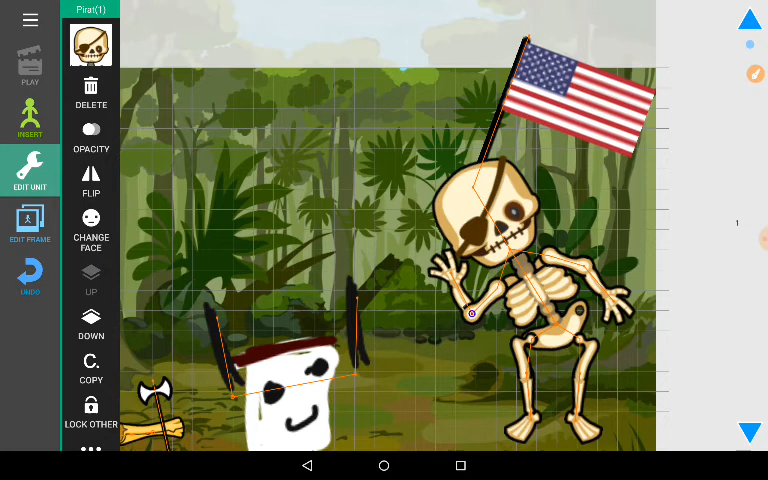 Pirat(1)
PLAY
INSERT
EDIT UNIT
EDIT FRAME
UNDO
DELETE
OPACITY
FLIP
CHANGE
FACE
UP
DOWN
C.
COPY
LOCK OTHER
1